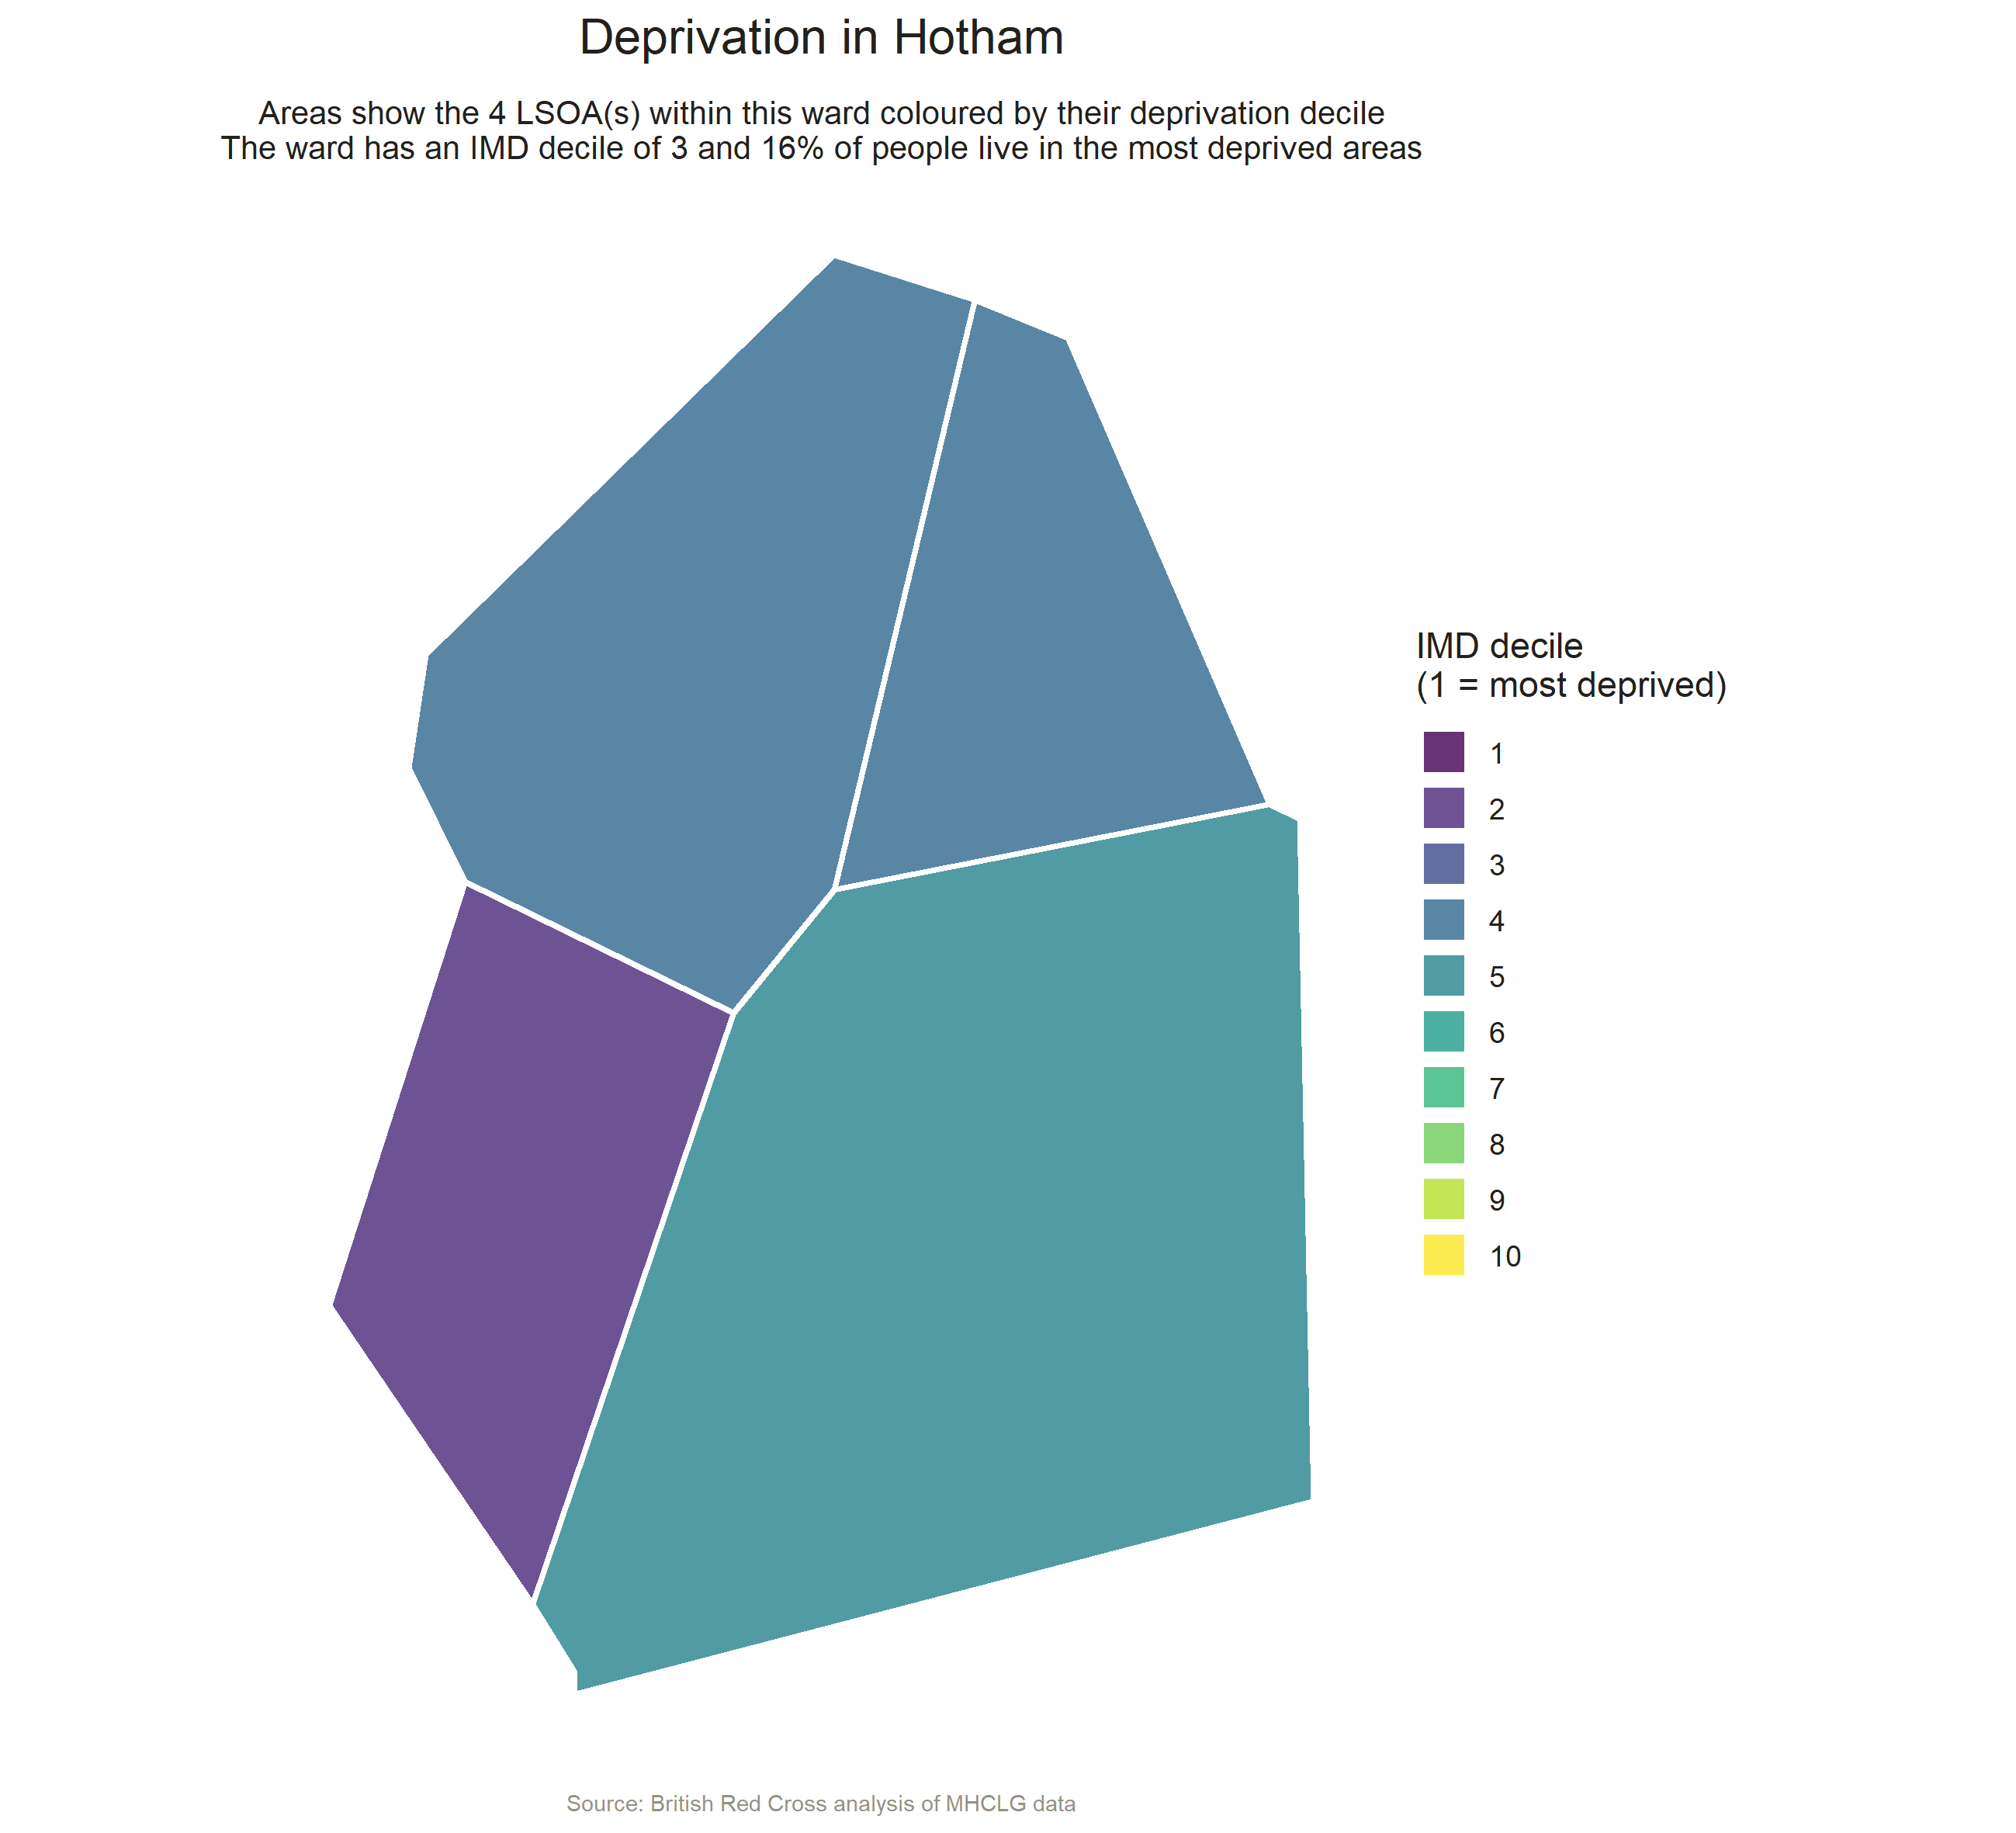 Deprivation in Hotham
Areas show the 4 LSOA(s) within this ward coloured by their deprivation decile
The ward has an IMD decile of 3 and 16% of people live in the most deprived areas
IMD decile
(1 = most deprived)
1
2
3
4
5
6
7
8
9
10
Source: British Red Cross analysis of MHCLG data